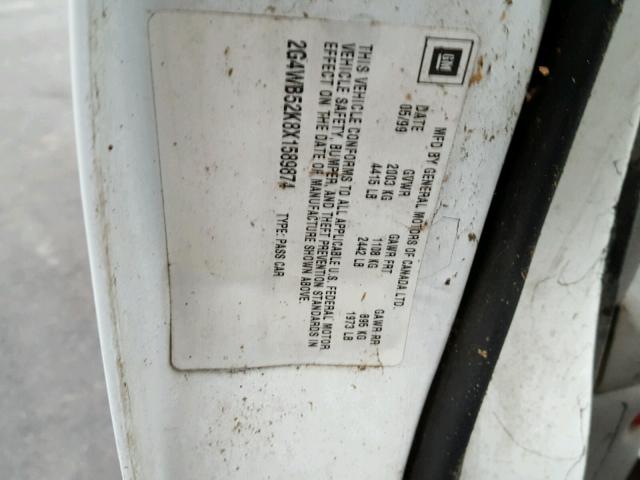 GM
MFD BY GENERAL MOTORS OF CANADA LTD.
DATE GVWR GAWR FRT GAWR RR
05/99 2003 KG 1108 KG 895 KG
4415 LB 2442 LB 1973 LB
THIS VEHICLE CONFORMS TO ALL APPLICABLE U.S. FEDERAL MOTOR
VEHICLE SAFETY, BUMPER, AND THEFT PREVENTION STANDARDS IN
EFFECT ON THE DATE OF MANUFACTURE SHOWN ABOVE.
2G4WB52K8X1589874 TYPE: PASS CAR